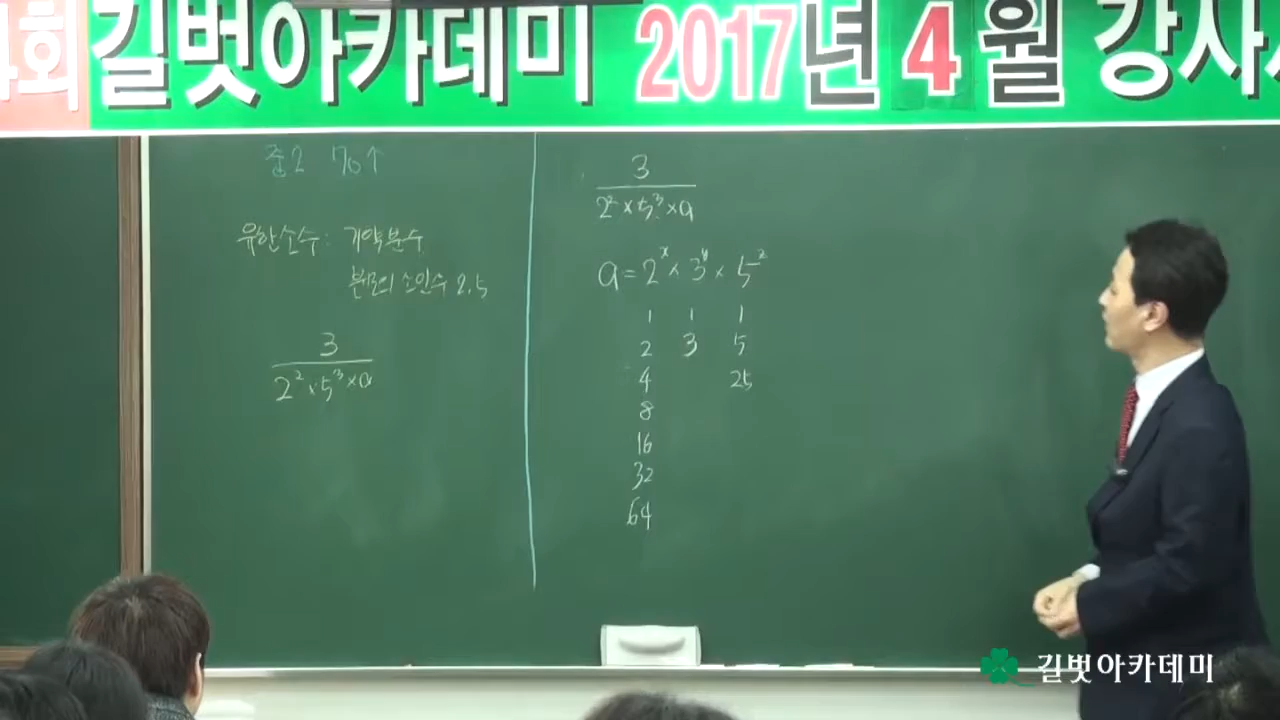 회 길벗아카데미 2017년 4월 강사
중2 70↑
유한소수: 기약분수
분모의 소인수 2.5
3
2² × 5³ × a
3
2² × 5³ × a
a = 2ˣ × 3ʸ × 5ᶻ
1 1 1
2 3 5
4 25
8
16
32
64
길벗아카데미